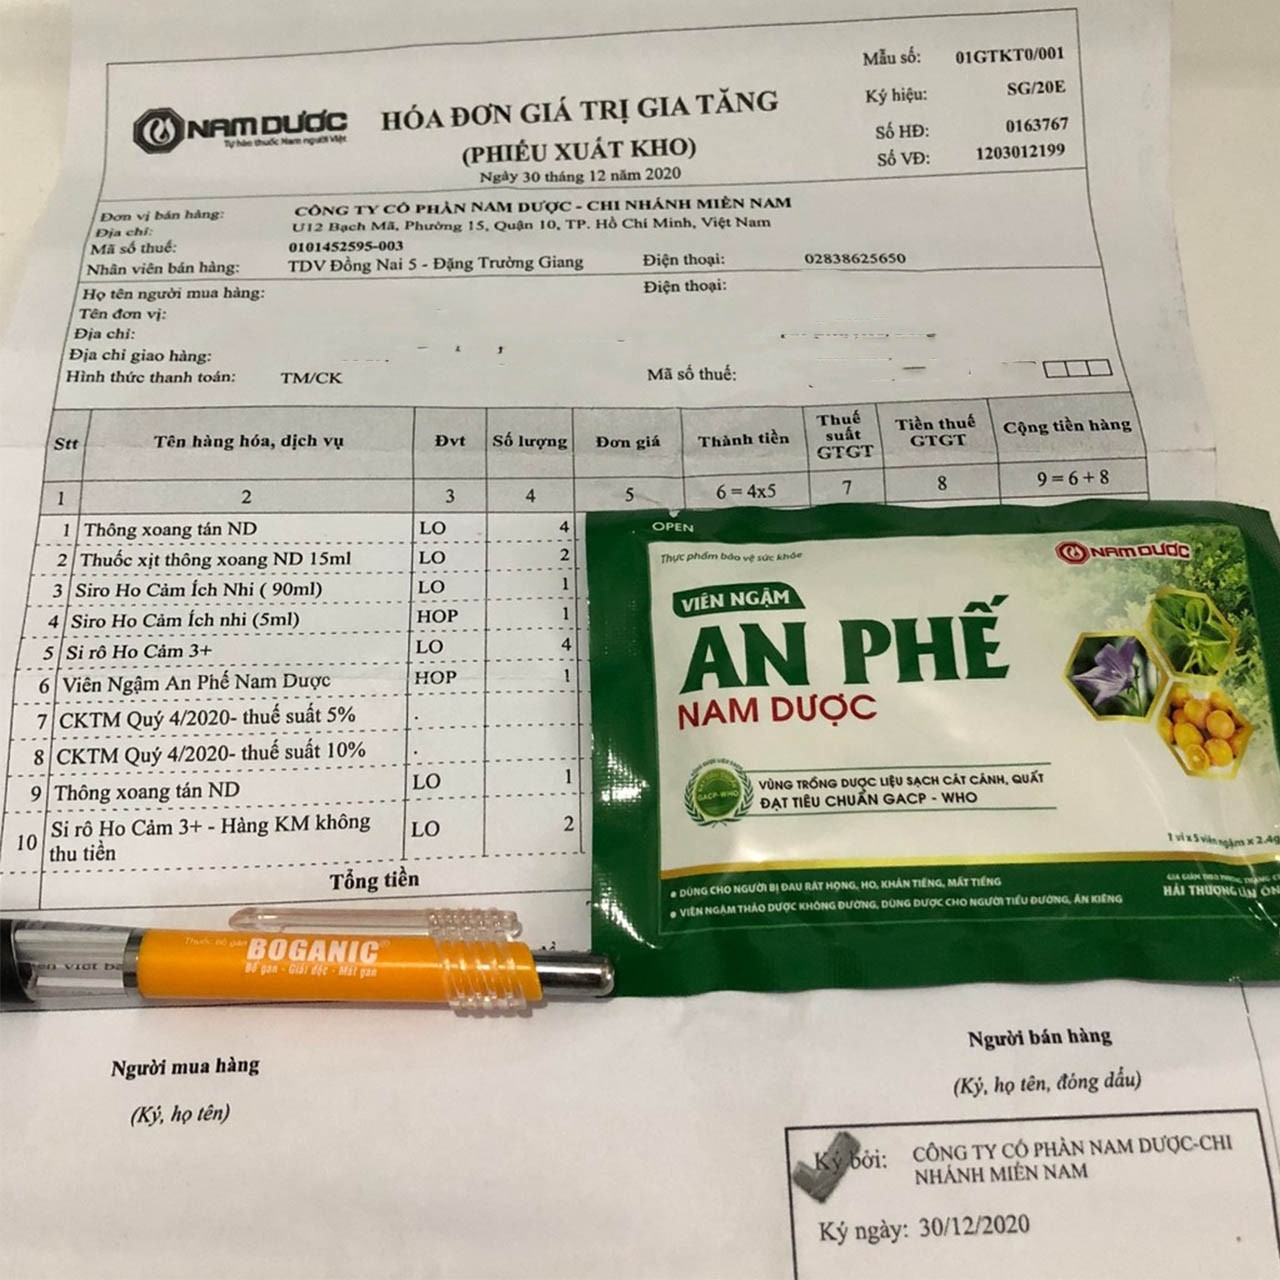 NAM DƯỢC
Tự hào thuốc Nam người Việt
HÓA ĐƠN GIÁ TRỊ GIA TĂNG
(PHIẾU XUẤT KHO)
Ngày 30 tháng 12 năm 2020
Mẫu số: 01GTKT0/001
Ký hiệu: SG/20E
Số HĐ: 0163767
Số VĐ: 1203012199
Đơn vị bán hàng: CÔNG TY CỔ PHẦN NAM DƯỢC - CHI NHÁNH MIỀN NAM
Địa chỉ: U12 Bạch Mã, Phường 15, Quận 10, TP. Hồ Chí Minh, Việt Nam
Mã số thuế: 0101452595-003
Nhân viên bán hàng: TDV Đồng Nai 5 - Đặng Trường Giang Điện thoại: 02838625650
Họ tên người mua hàng: Điện thoại:
Tên đơn vị:
Địa chỉ:
Địa chỉ giao hàng:
Hình thức thanh toán: TM/CK Mã số thuế:
Stt Tên hàng hóa, dịch vụ Đvt Số lượng Đơn giá Thành tiền Thuế suất GTGT Tiền thuế GTGT Cộng tiền hàng
1 2 3 4 5 6 = 4x5 7 8 9 = 6 + 8
1 Thông xoang tán ND LO 4
2 Thuốc xịt thông xoang ND 15ml LO 2
3 Siro Ho Cảm Ích Nhi ( 90ml) LO 1
4 Siro Ho Cảm Ích nhi (5ml) HOP 1
5 Si rô Ho Cảm 3+ LO 4
6 Viên Ngậm An Phế Nam Dược HOP 1
7 CKTM Quý 4/2020- thuế suất 5% .
8 CKTM Quý 4/2020- thuế suất 10% .
9 Thông xoang tán ND LO 1
10 Si rô Ho Cảm 3+ - Hàng KM không thu tiền LO 2
Tổng tiền
OPEN
Thực phẩm bảo vệ sức khỏe
NAM DƯỢC
VIÊN NGẬM
AN PHẾ
NAM DƯỢC
GACP-WHO
VÙNG TRỒNG DƯỢC LIỆU SẠCH CÁT CÁNH, QUẤT
ĐẠT TIÊU CHUẨN GACP - WHO
1 vỉ x 5 viên ngậm x 2.4g
• DÙNG CHO NGƯỜI BỊ ĐAU RÁT HỌNG, HO, KHẢN TIẾNG, MẤT TIẾNG
• VIÊN NGẬM THẢO DƯỢC KHÔNG ĐƯỜNG, DÙNG ĐƯỢC CHO NGƯỜI TIỂU ĐƯỜNG, ĂN KIÊNG
HẢI THƯỢNG LÃN ÔN
Thuốc bổ gan
BOGANIC®
Bổ gan - Giải độc - Mát gan
Người mua hàng
(Ký, họ tên)
Người bán hàng
(Ký, họ tên, đóng dấu)
Ký bởi: CÔNG TY CỔ PHẦN NAM DƯỢC-CHI
NHÁNH MIỀN NAM
Ký ngày: 30/12/2020